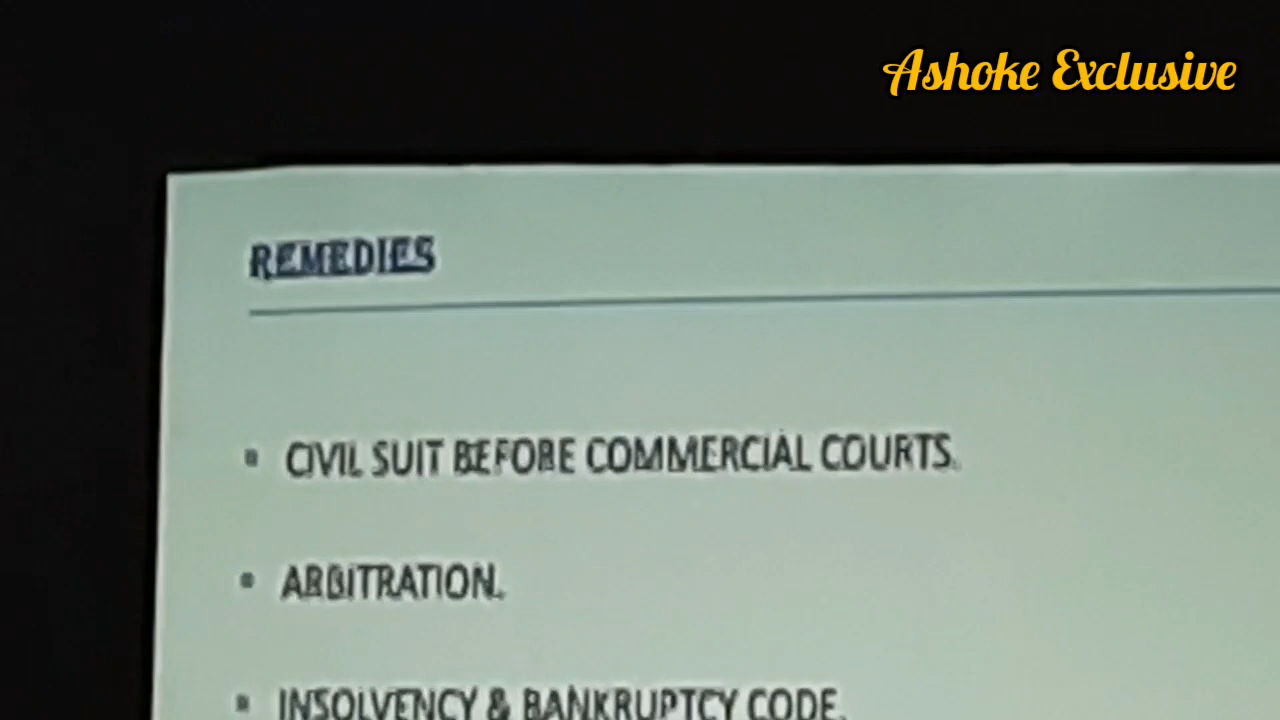 Ashoke Exclusive
REMEDIES
▪ CIVIL SUIT BEFORE COMMERCIAL COURTS.
▪ ARBITRATION.
▪ INSOLVENCY & BANKRUPTCY CODE.